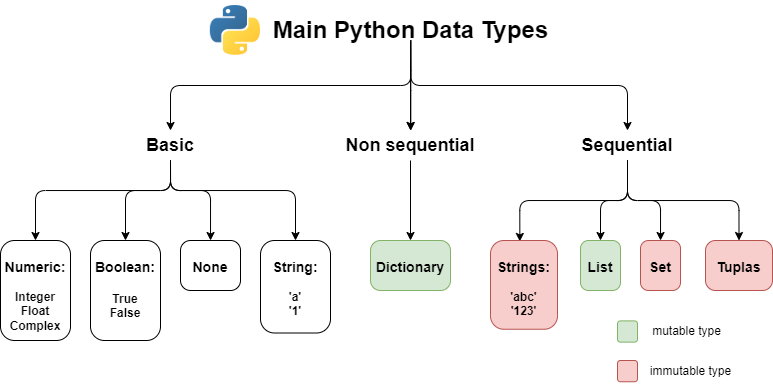 Main Python Data Types
Basic
Non sequential
Sequential
Numeric:
Integer
Float
Complex
Boolean:
True
False
None
String:
'a'
'1'
Dictionary
Strings:
'abc'
'123'
List
Set
Tuplas
mutable type
immutable type